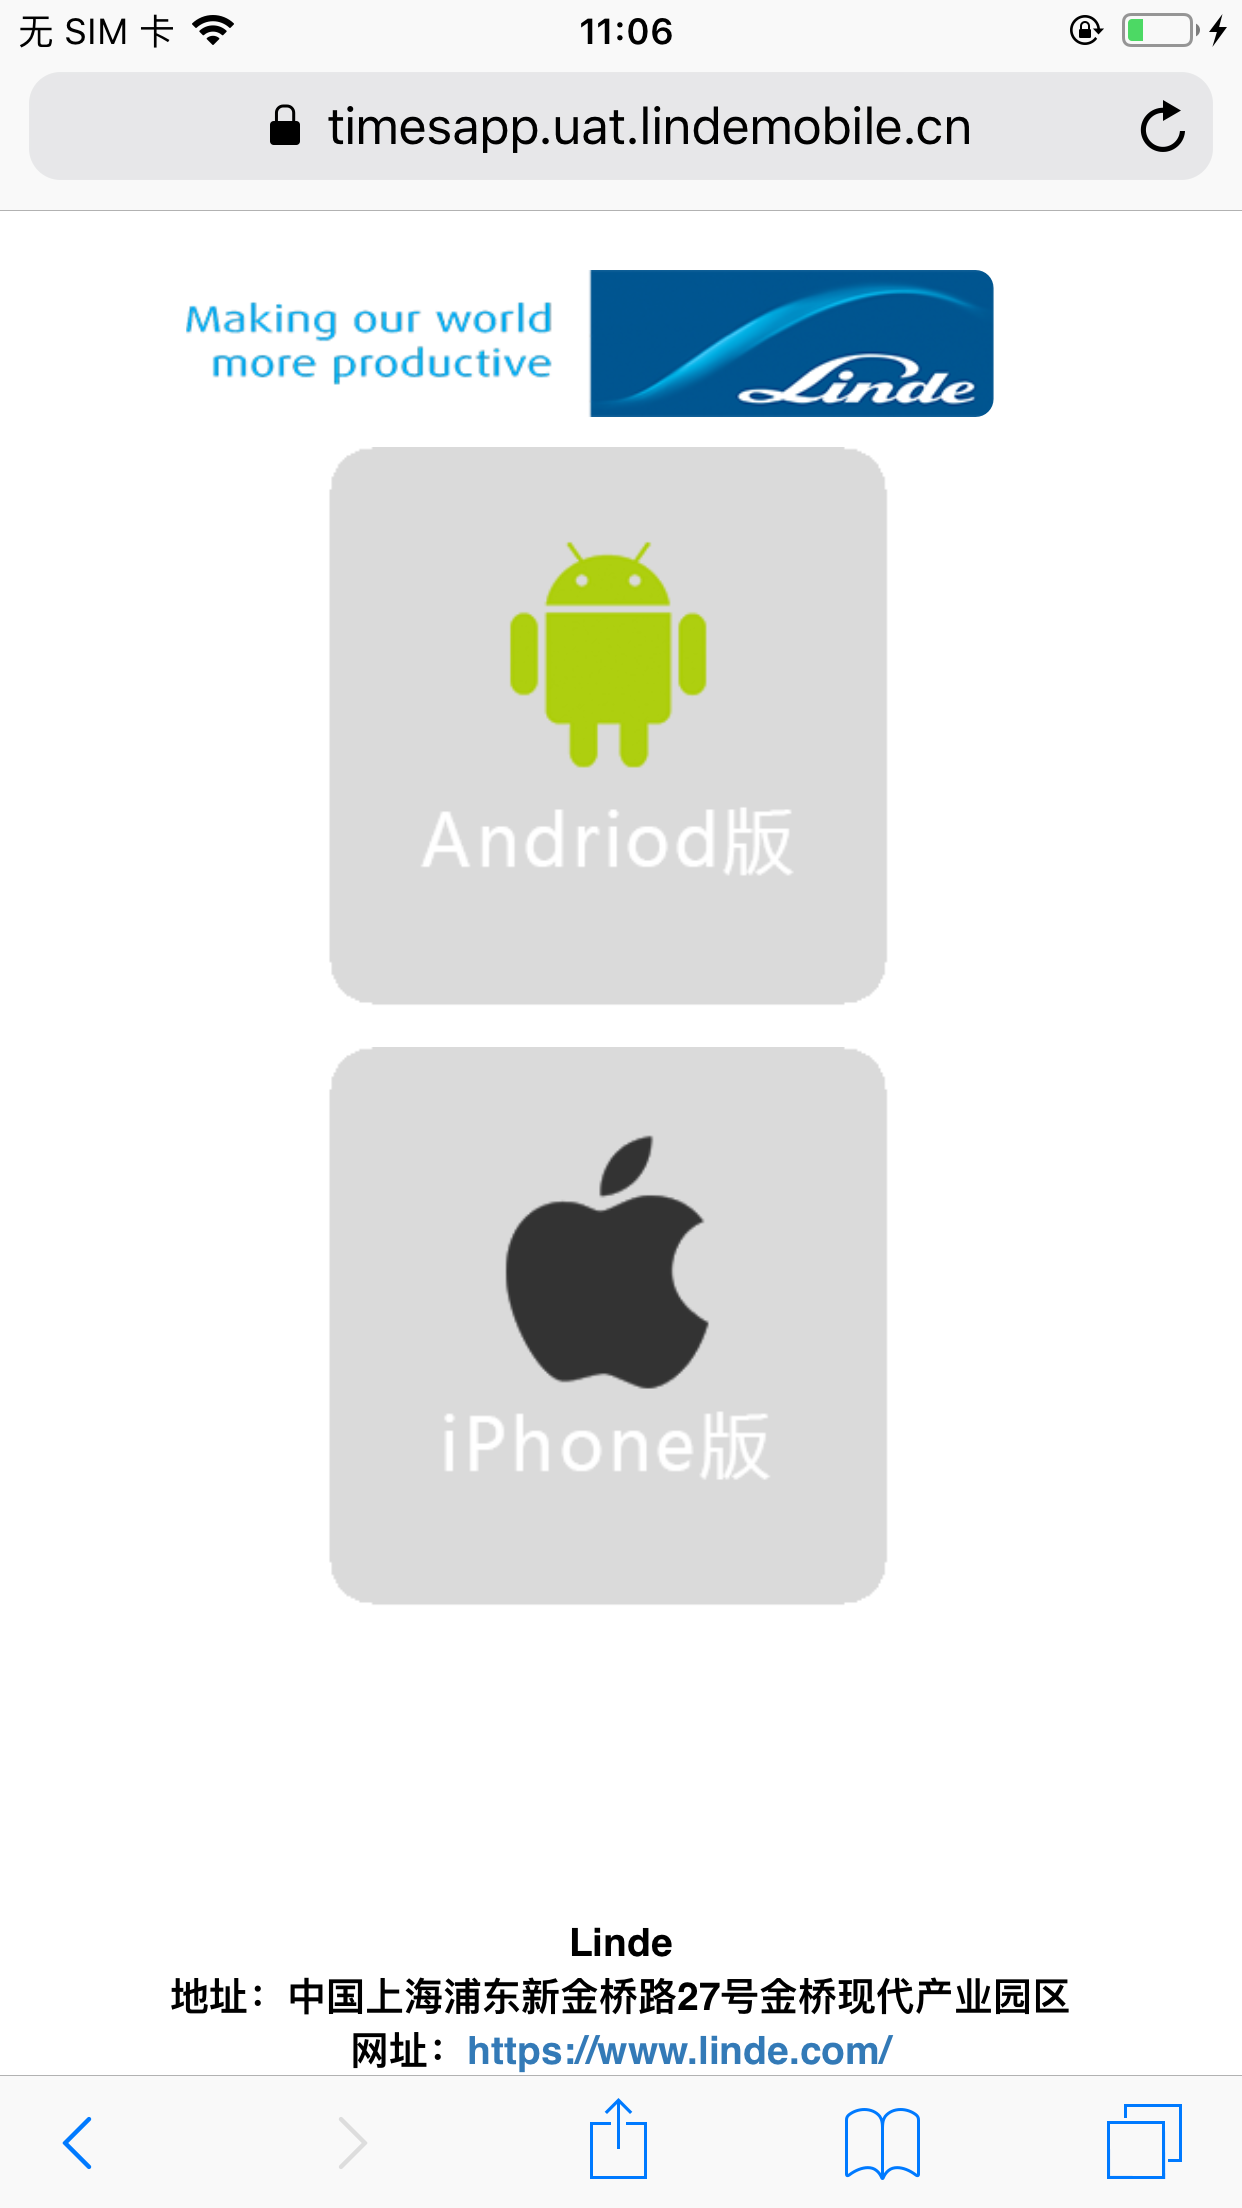 无 SIM 卡
11:06
timesapp.uat.lindemobile.cn
Making our world
more productive
Linde
Andriod版
iPhone版
Linde
地址：中国上海浦东新金桥路27号金桥现代产业园区
网址：https://www.linde.com/